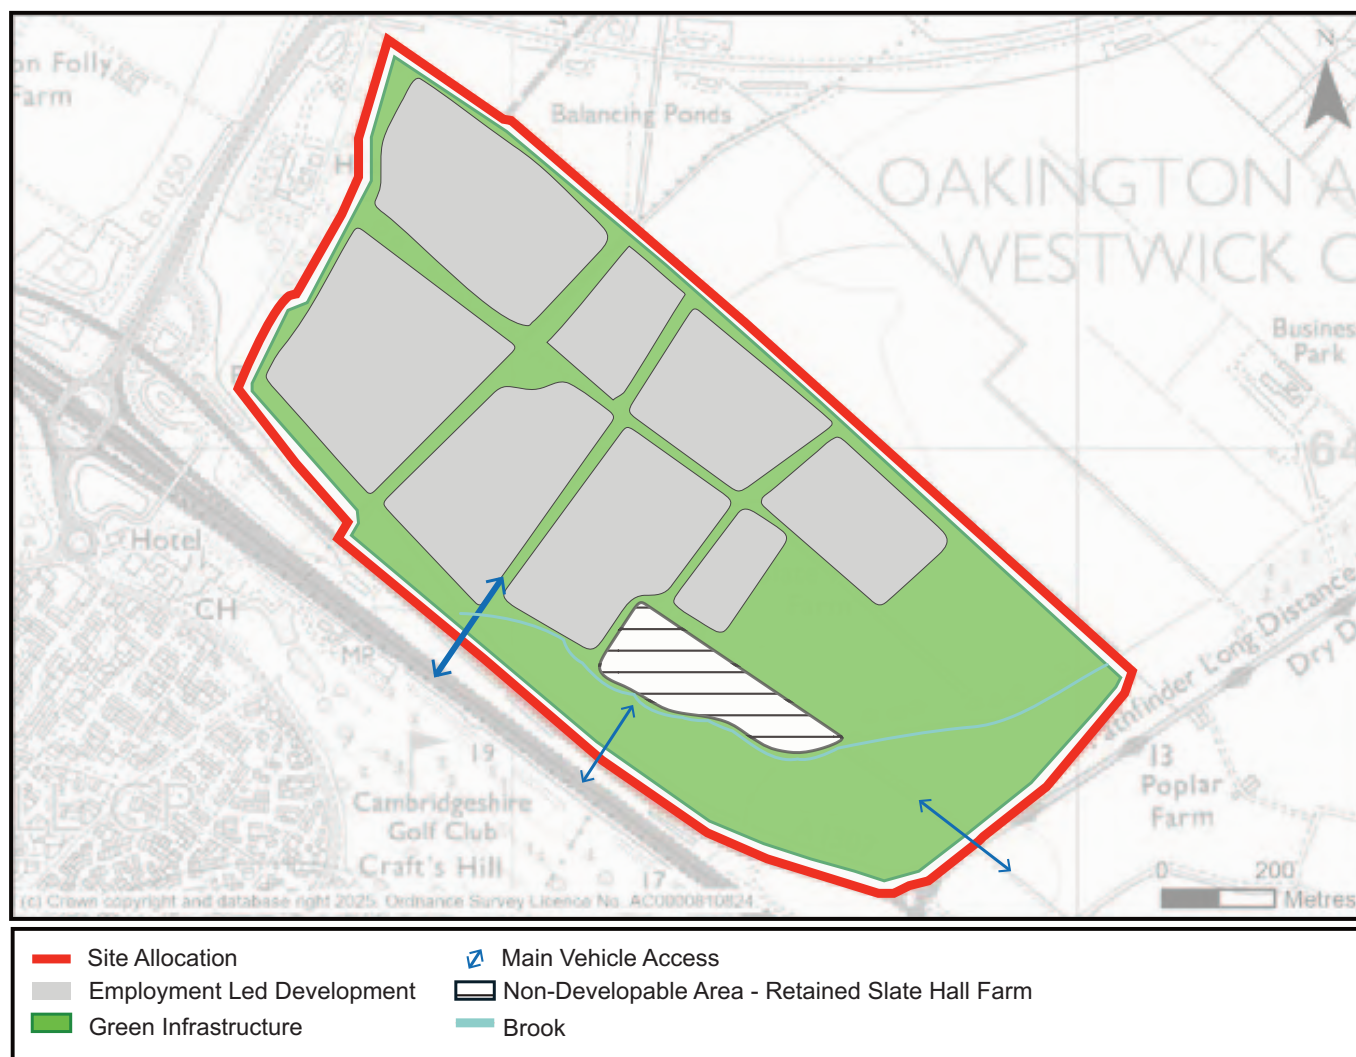 on Folly
Farm
Balancing Ponds
N
OAKINGTON A
WESTWICK C
Busines
Park
64
Hotel
CH
MP
19
Cambridgeshire
Golf Club
Craft's Hill
17
Pathfinder Long Distance
Dry D
13
Poplar
Farm
0 200
Metres
(c) Crown copyright and database right 2025. Ordnance Survey Licence No. AC0000810824.
Site Allocation
Main Vehicle Access
Employment Led Development
Non-Developable Area - Retained Slate Hall Farm
Green Infrastructure
Brook